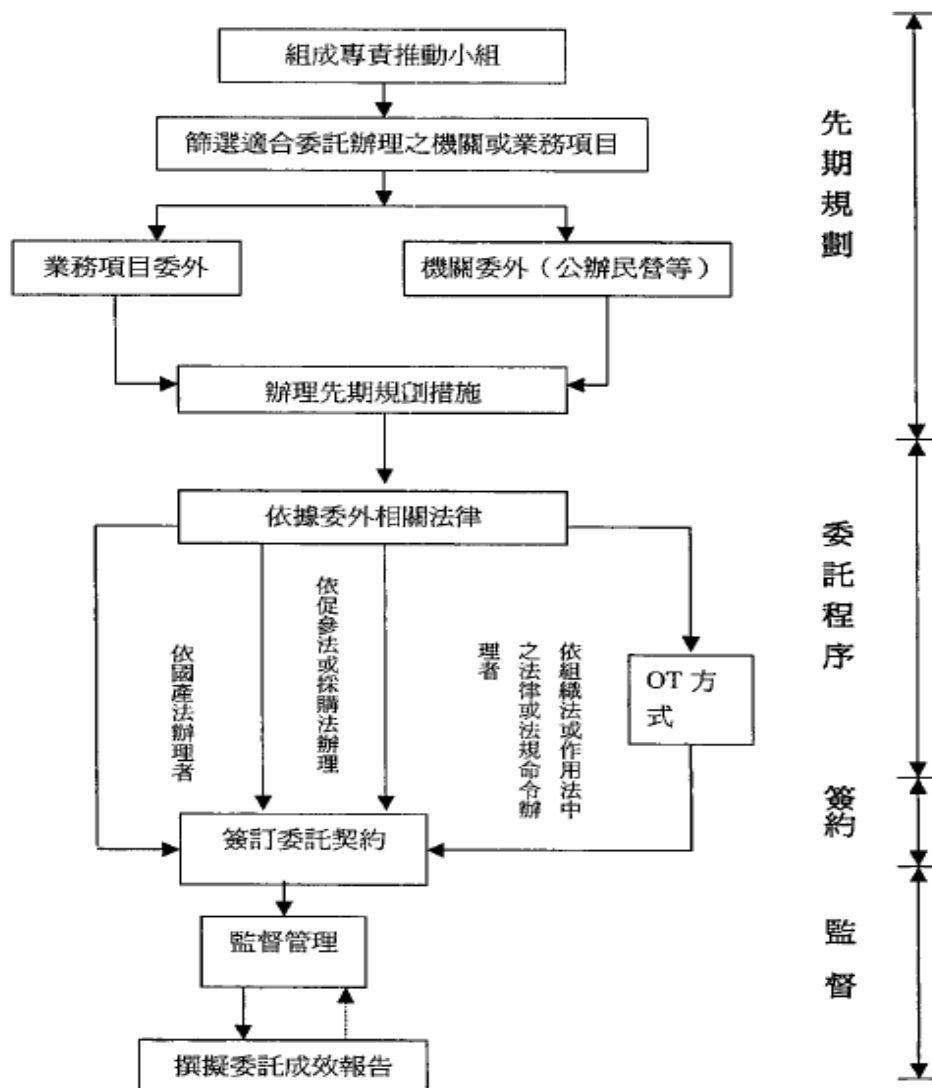 組成專責推動小組
篩選適合委託辦理之機關或業務項目
業務項目委外
機關委外（公辦民營等）
辦理先期規劃措施
依據委外相關法律
依國產法辦理者
依促參法或採購法辦理
依組織法或作用法中
之法律或法規命令辦
理者
OT 方
式
簽訂委託契約
監督管理
撰擬委託成效報告
先期規劃
委託程序
簽約
監督